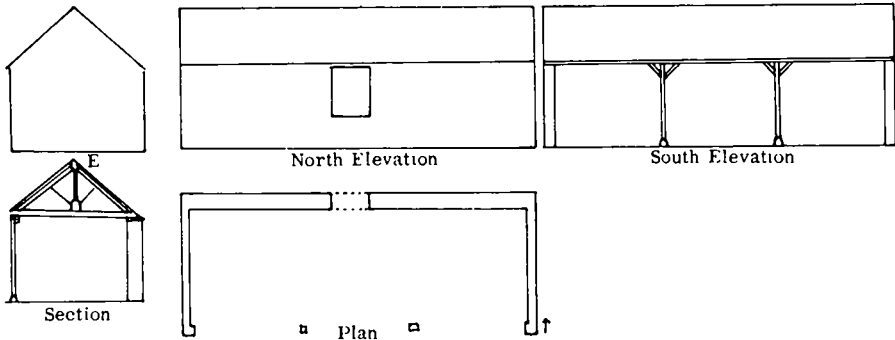 E
North Elevation
South Elevation
Section
Plan